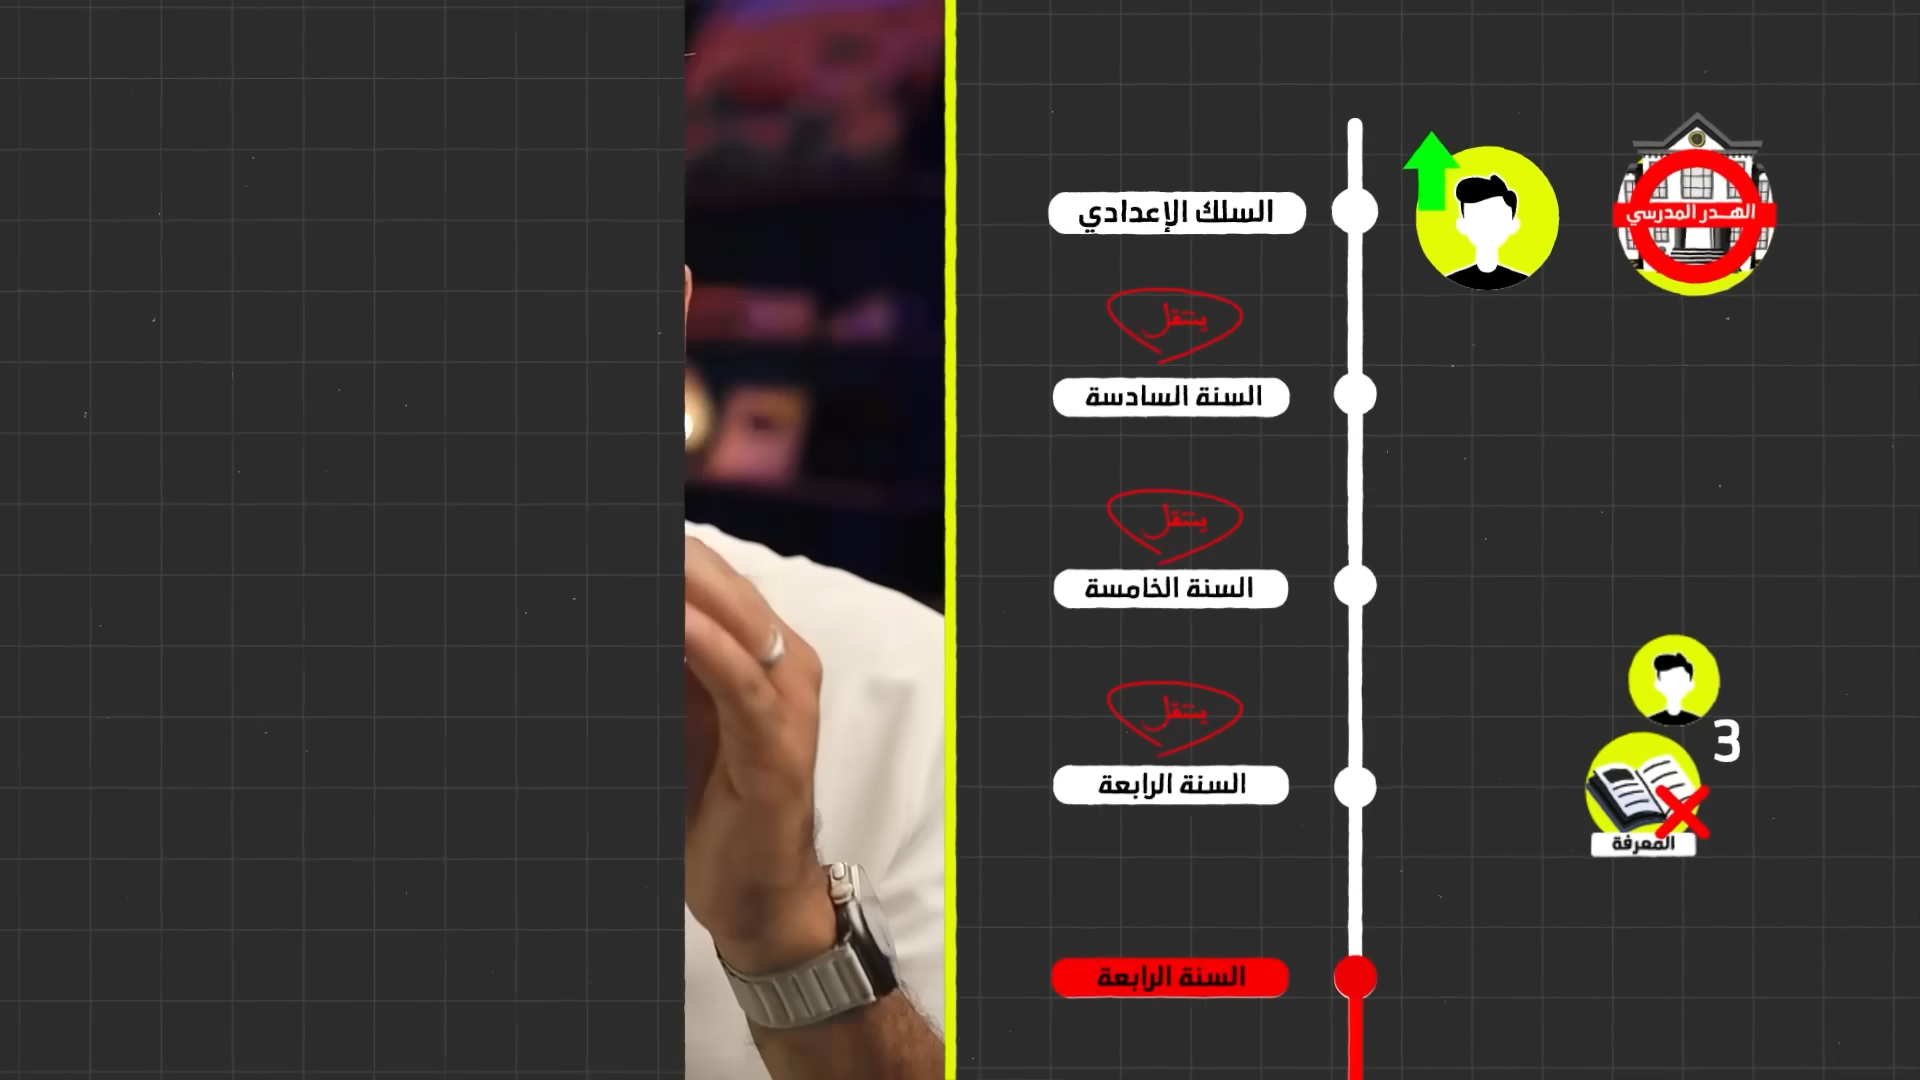 السلك الإعدادي
الهدر المدرسي
ينتقل
السنة السادسة
ينتقل
السنة الخامسة
ينتقل
3
السنة الرابعة
المعرفة
السنة الرابعة